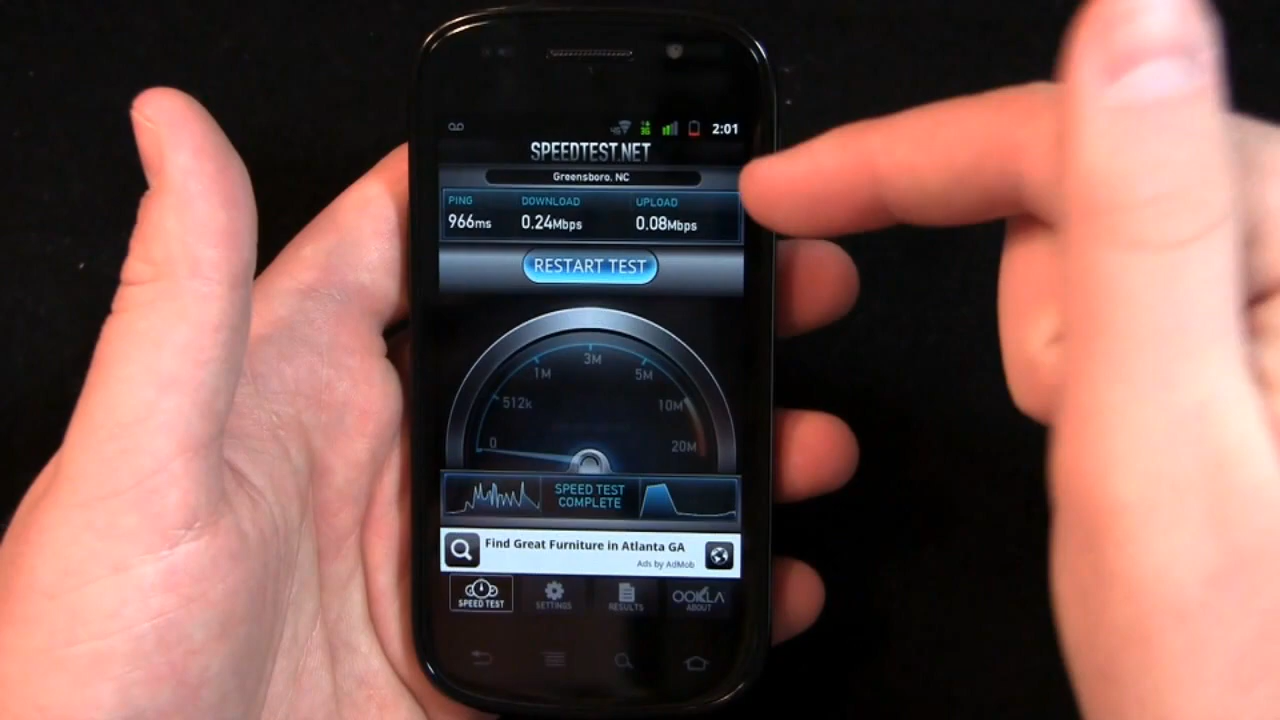 4G 3G 2:01
SPEEDTEST.NET
Greensboro, NC
PING DOWNLOAD UPLOAD
966ms 0.24Mbps 0.08Mbps
RESTART TEST
3M
1M 5M
512k 10M
0 20M
SPEED TEST
COMPLETE
Find Great Furniture in Atlanta GA
Ads by AdMob
SPEED TEST SETTINGS RESULTS OOKLA
ABOUT